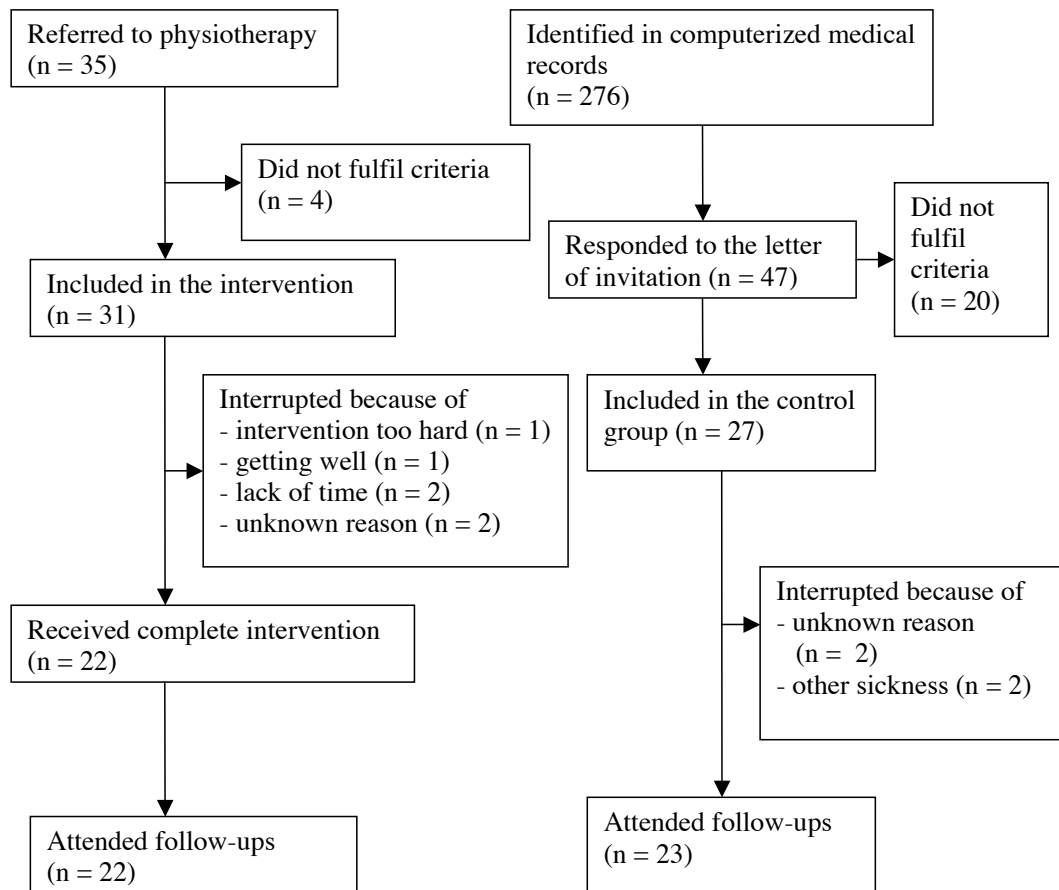 Referred to physiotherapy
(n = 35)
Did not fulfil criteria
(n = 4)
Included in the intervention
(n = 31)
Interrupted because of
- intervention too hard (n = 1)
- getting well (n = 1)
- lack of time (n = 2)
- unknown reason (n = 2)
Received complete intervention
(n = 22)
Attended follow-ups
(n = 22)
Identified in computerized medical
records
(n = 276)
Responded to the letter
of invitation (n = 47)
Did not
fulfil
criteria
(n = 20)
Included in the control
group (n = 27)
Interrupted because of
- unknown reason
(n =  2)
- other sickness (n = 2)
Attended follow-ups
(n = 23)